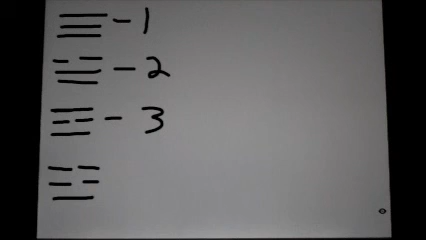 ☰ - 1
☱ - 2
☲ - 3
☳